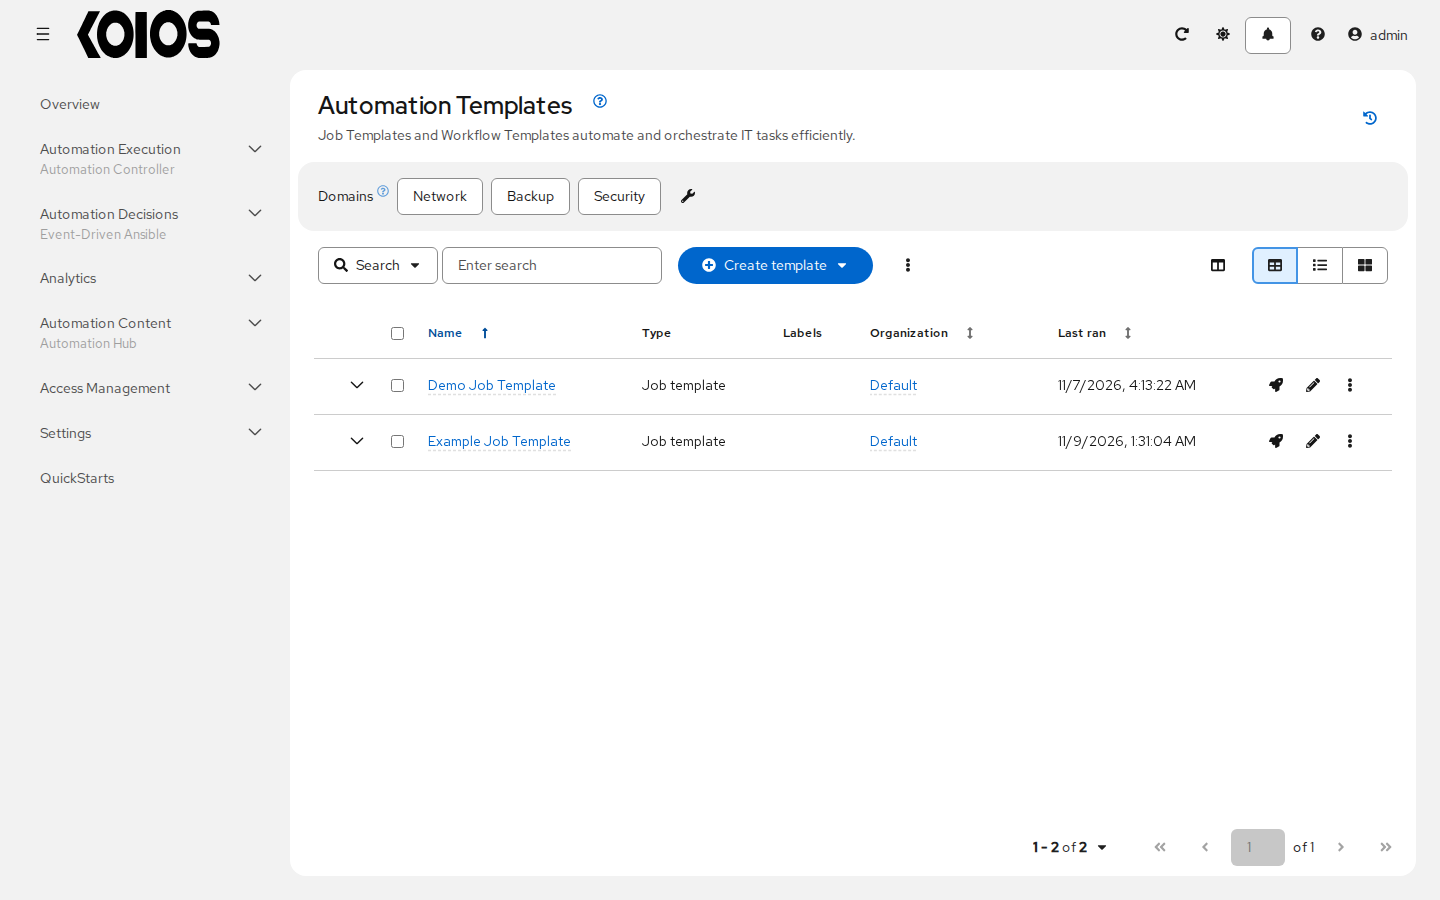 KOIOS
admin
Overview
Automation Execution
Automation Controller
Automation Decisions
Event-Driven Ansible
Analytics
Automation Content
Automation Hub
Access Management
Settings
QuickStarts
Automation Templates
Job Templates and Workflow Templates automate and orchestrate IT tasks efficiently.
Domains Network Backup Security
Search Enter search Create template
Name Type Labels Organization Last ran
Demo Job Template Job template Default 11/7/2026, 4:13:22 AM
Example Job Template Job template Default 11/9/2026, 1:31:04 AM
1 - 2 of 2 1 of 1